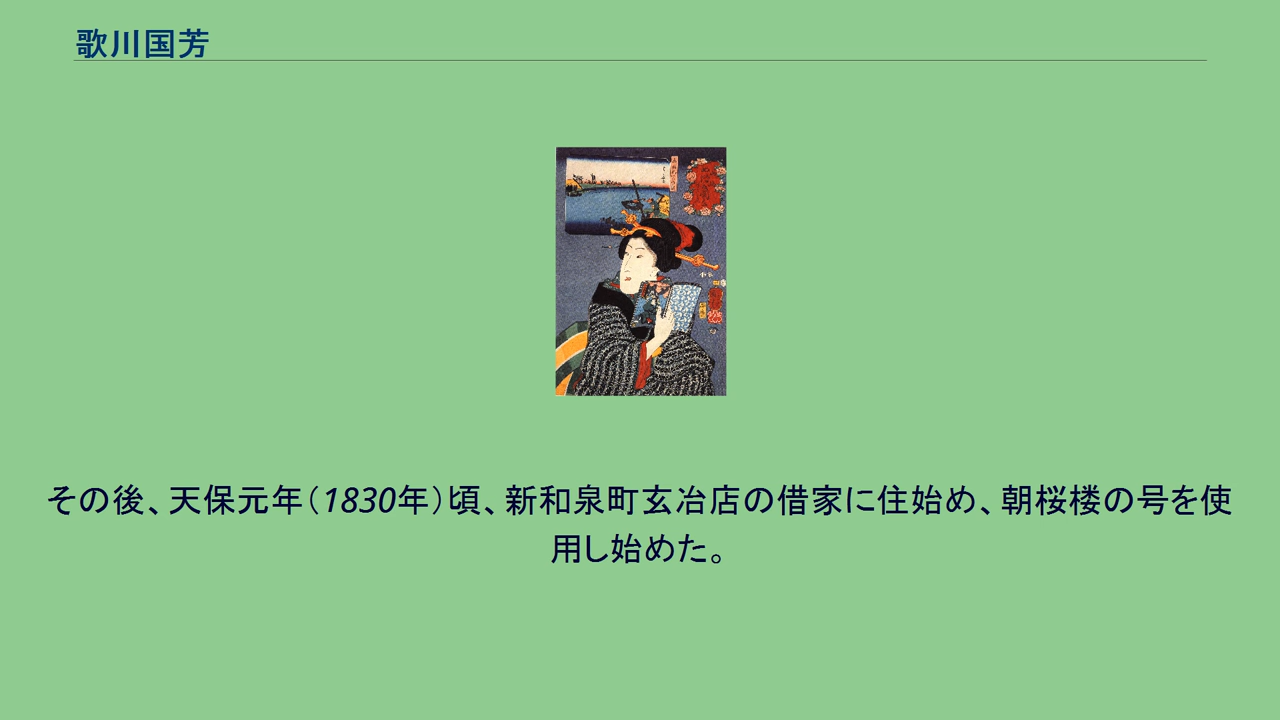 歌川国芳
その後、天保元年（1830年）頃、新和泉町玄冶店の借家に住始め、朝桜楼の号を使
用し始めた。